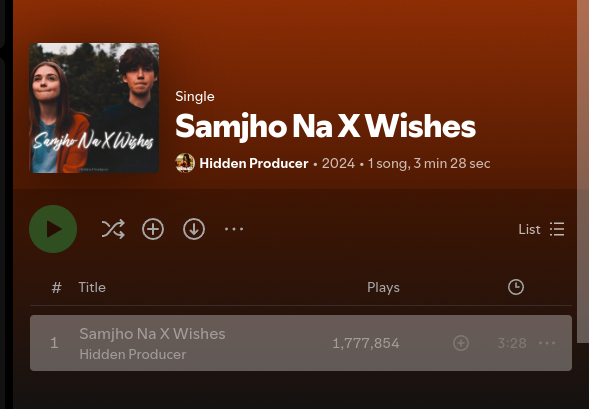 Single
Samjho Na X Wishes
Samjho Na X Wishes
Hidden Producer • 2024 • 1 song, 3 min 28 sec
List
# Title Plays
1 Samjho Na X Wishes 1,777,854 3:28
Hidden Producer